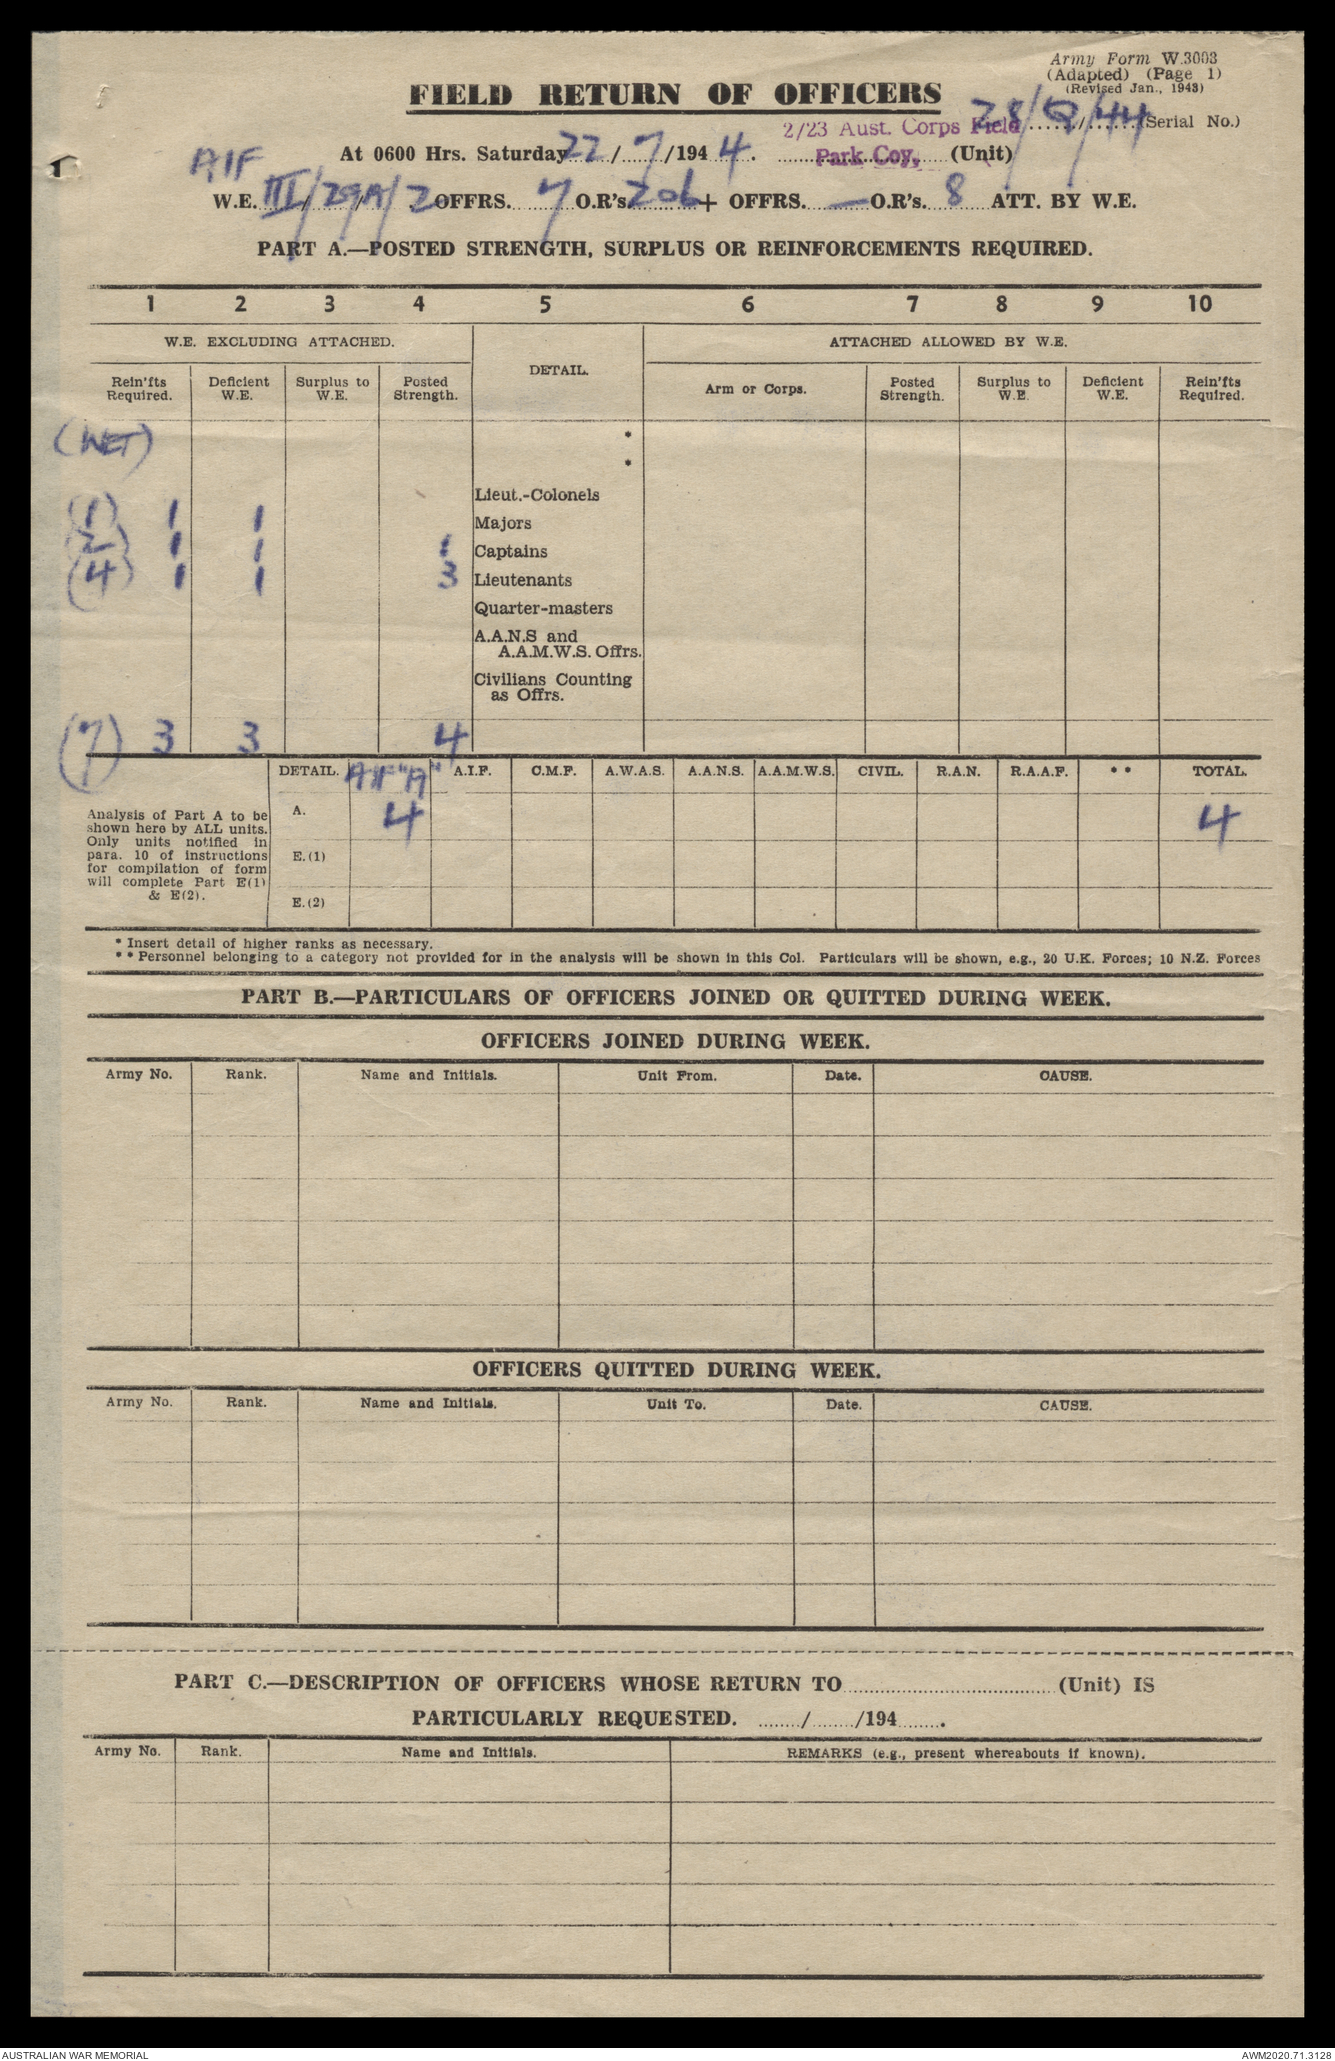 Army Form W.3003
(Adapted) (Page 1)
(Revised Jan., 1943)
FIELD RETURN OF OFFICERS
28/Q/44 (Serial No.)
2/23 Aust. Corps Field
AIF At 0600 Hrs. Saturday 22/7/1944. Park Coy, (Unit)
W.E. III/29A/2 OFFRS. 7 O.R's 206 + OFFRS. — O.R's. 8 ATT. BY W.E.
PART A.—POSTED STRENGTH, SURPLUS OR REINFORCEMENTS REQUIRED.
1 2 3 4 5 6 7 8 9 10
W.E. EXCLUDING ATTACHED. DETAIL. ATTACHED ALLOWED BY W.E.
Rein'fts Required. Deficient W.E. Surplus to W.E. Posted Strength. Arm or Corps. Posted Strength. Surplus to W.E. Deficient W.E. Rein'fts Required.
(WET) *
*
Lieut.-Colonels
(1) 1 1 Majors
(2) 1 1 1 Captains
(4) 1 1 3 Lieutenants
Quarter-masters
A.A.N.S and
A.A.M.W.S. Offrs.
Civilians Counting
as Offrs.
(7) 3 3 4
DETAIL. AIF "A" A.I.F. C.M.F. A.W.A.S. A.A.N.S. A.A.M.W.S. CIVIL. R.A.N. R.A.A.F. * * TOTAL.
Analysis of Part A to be
shown here by ALL units.
Only units notified in
para. 10 of instructions
for compilation of form
will complete Part E(1)
& E(2).
A. 4 4
E.(1)
E.(2)
* Insert detail of higher ranks as necessary.
* * Personnel belonging to a category not provided for in the analysis will be shown in this Col. Particulars will be shown, e.g., 20 U.K. Forces; 10 N.Z. Forces
PART B.—PARTICULARS OF OFFICERS JOINED OR QUITTED DURING WEEK.
OFFICERS JOINED DURING WEEK.
Army No. Rank. Name and Initials. Unit From. Date. CAUSE.
OFFICERS QUITTED DURING WEEK.
Army No. Rank. Name and Initials. Unit To. Date. CAUSE.
PART C.—DESCRIPTION OF OFFICERS WHOSE RETURN TO (Unit) IS
PARTICULARLY REQUESTED. ......../......../194........
Army No. Rank. Name and Initials. REMARKS (e.g., present whereabouts if known).
AUSTRALIAN WAR MEMORIAL AWM2020.71.3128